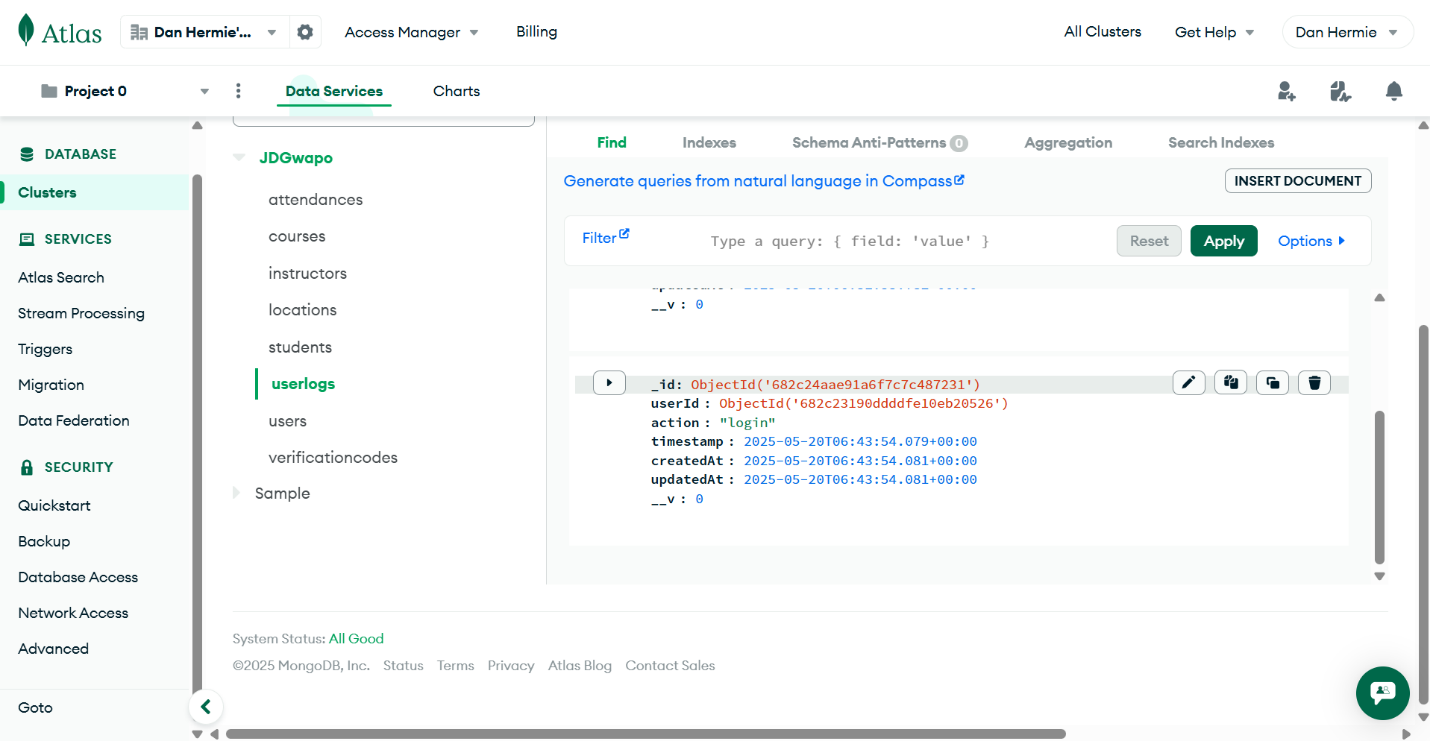 Atlas
Dan Hermie'...
Access Manager
Billing
All Clusters
Get Help
Dan Hermie
Project 0
Data Services
Charts
DATABASE
Clusters
SERVICES
Atlas Search
Stream Processing
Triggers
Migration
Data Federation
SECURITY
Quickstart
Backup
Database Access
Network Access
Advanced
Goto
JDGwapo
attendances
courses
instructors
locations
students
userlogs
users
verificationcodes
Sample
Find
Indexes
Schema Anti-Patterns 0
Aggregation
Search Indexes
Generate queries from natural language in Compass
INSERT DOCUMENT
Filter
Type a query: { field: 'value' }
Reset
Apply
Options
__v : 0
_id: ObjectId('682c24aae91a6f7c7c487231')
userId : ObjectId('682c23190ddddfe10eb20526')
action : "login"
timestamp : 2025-05-20T06:43:54.079+00:00
createdAt : 2025-05-20T06:43:54.081+00:00
updatedAt : 2025-05-20T06:43:54.081+00:00
__v : 0
System Status: All Good
©2025 MongoDB, Inc. Status Terms Privacy Atlas Blog Contact Sales